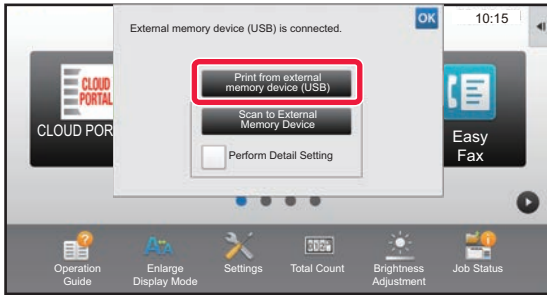 External memory device (USB) is connected.
OK
10:15
Print from external
memory device (USB)
CLOUD
PORTAL
Scan to External
Memory Device
CLOUD POR
Easy
Fax
Perform Detail Setting
Operation
Guide
Enlarge
Display Mode
Settings
Total Count
Brightness
Adjustment
Job Status